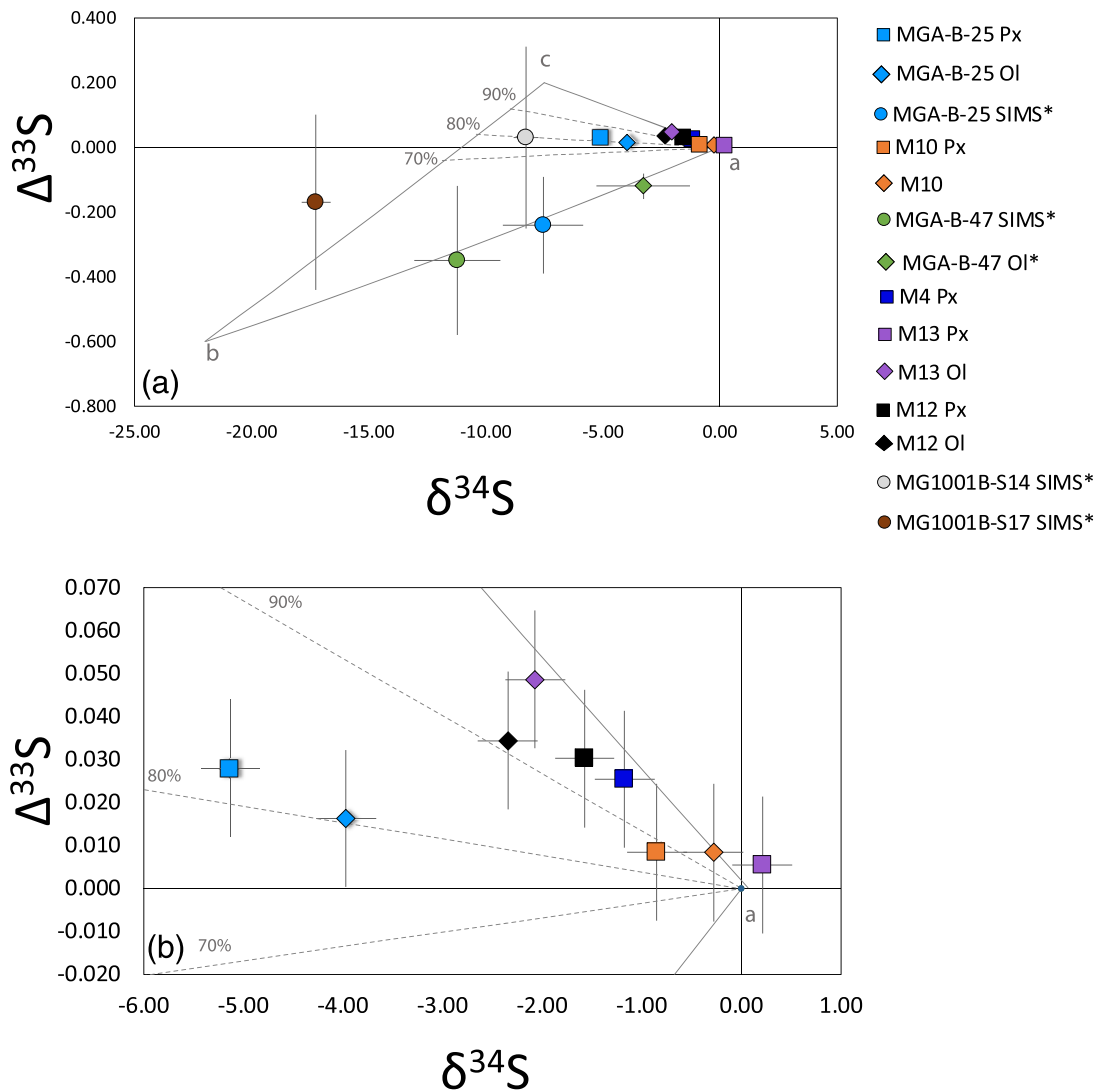 0.400
0.200
0.000
-0.200
-0.400
-0.600
-0.800
Δ³³S
c
90%
80%
70%
a
b
(a)
-25.00 -20.00 -15.00 -10.00 -5.00 0.00 5.00
δ³⁴S
MGA-B-25 Px
MGA-B-25 Ol
MGA-B-25 SIMS*
M10 Px
M10
MGA-B-47 SIMS*
MGA-B-47 Ol*
M4 Px
M13 Px
M13 Ol
M12 Px
M12 Ol
MG1001B-S14 SIMS*
MG1001B-S17 SIMS*
0.070
0.060
0.050
0.040
0.030
0.020
0.010
0.000
-0.010
-0.020
Δ³³S
90%
80%
70%
a
(b)
-6.00 -5.00 -4.00 -3.00 -2.00 -1.00 0.00 1.00
δ³⁴S